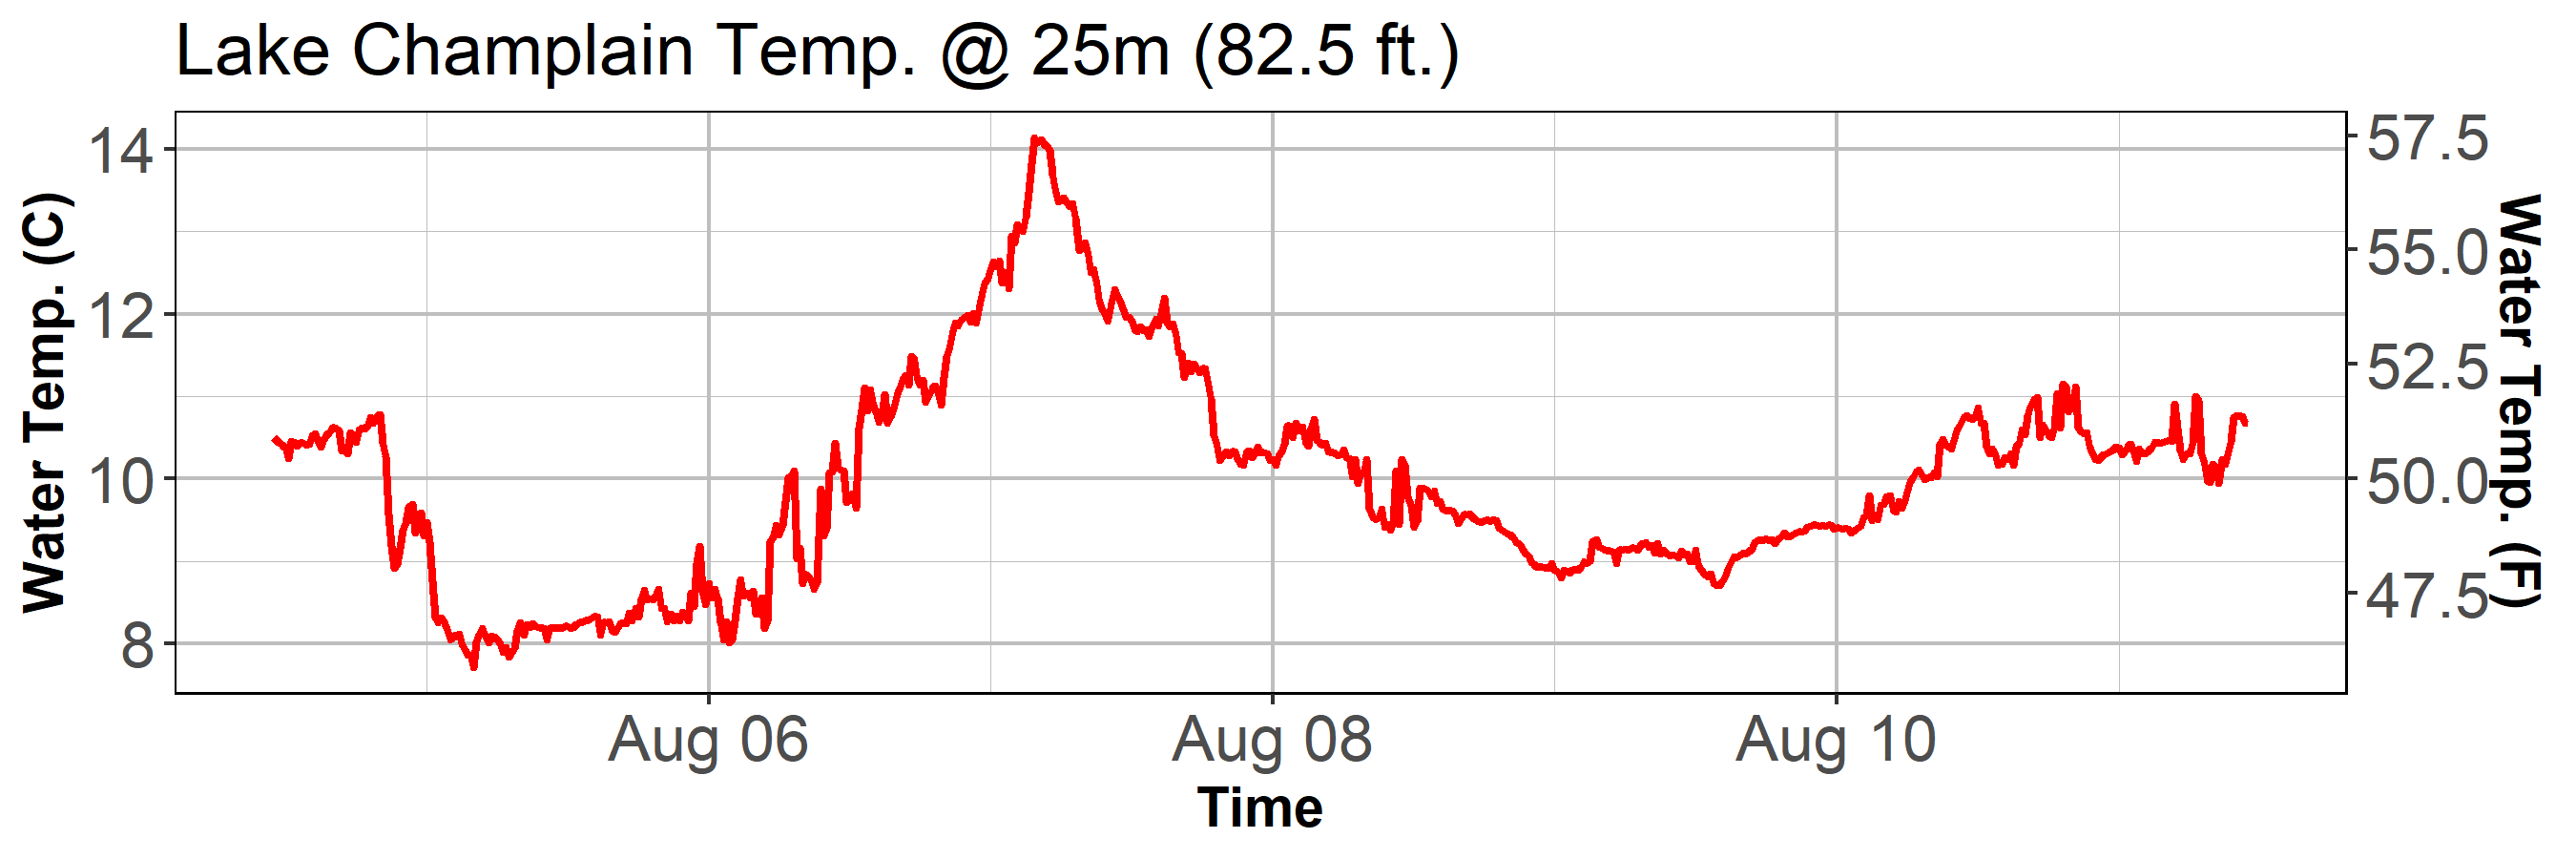 Lake Champlain Temp. @ 25m (82.5 ft.)
Water Temp. (C)
14
12
10
8
57.5
55.0
52.5
50.0
47.5
Water Temp. (F)
Aug 06
Aug 08
Aug 10
Time